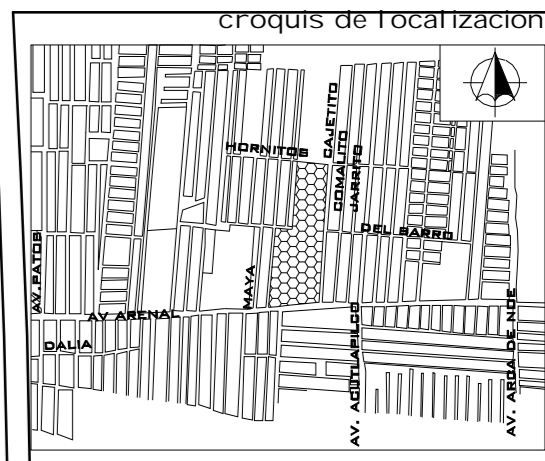 croquis de localizacion
CAJETITO
HORNITOS
COMALITO
JARRITO
DEL BARRO
AV.PATOS
MAYA
AV ARENAL
DALIA
AV. ACUTLAPILCO
AV. ARCA DE NOE